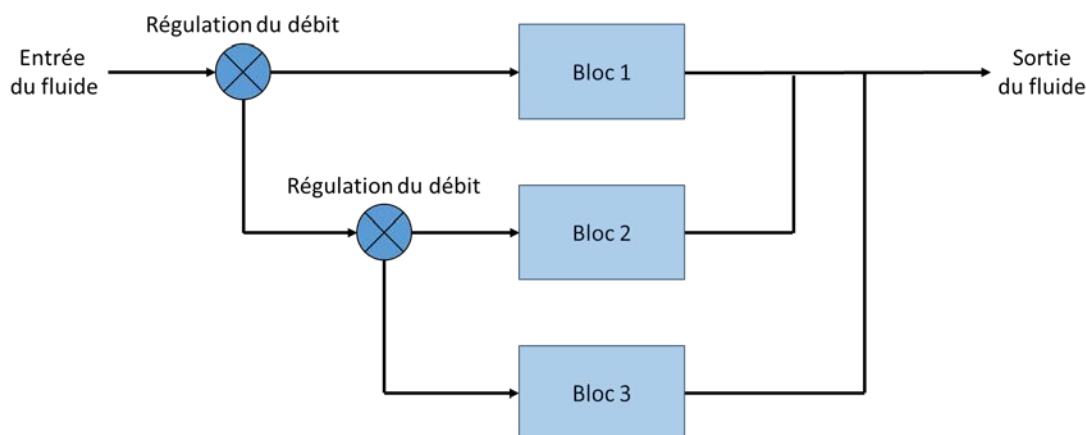 Régulation du débit
Entrée
du fluide
Bloc 1
Sortie
du fluide
Régulation du débit
Bloc 2
Bloc 3